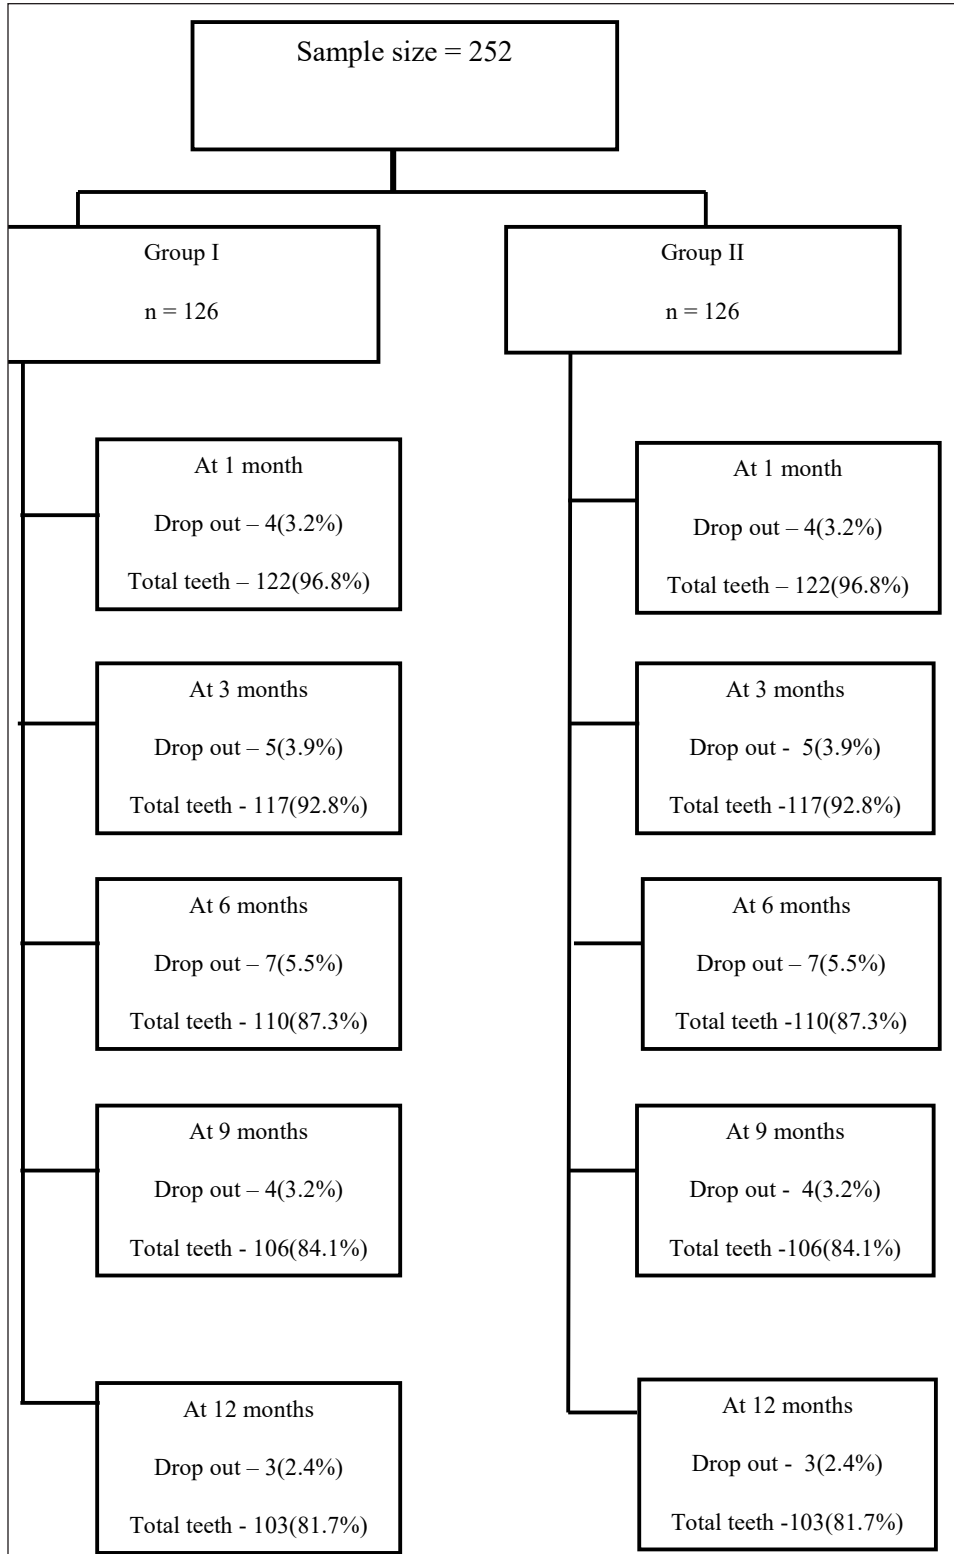 Sample size = 252
Group I
n = 126
At 1 month
Drop out – 4(3.2%)
Total teeth – 122(96.8%)
At 3 months
Drop out – 5(3.9%)
Total teeth - 117(92.8%)
At 6 months
Drop out – 7(5.5%)
Total teeth - 110(87.3%)
At 9 months
Drop out – 4(3.2%)
Total teeth - 106(84.1%)
At 12 months
Drop out – 3(2.4%)
Total teeth - 103(81.7%)
Group II
n = 126
At 1 month
Drop out – 4(3.2%)
Total teeth – 122(96.8%)
At 3 months
Drop out -  5(3.9%)
Total teeth -117(92.8%)
At 6 months
Drop out – 7(5.5%)
Total teeth -110(87.3%)
At 9 months
Drop out -  4(3.2%)
Total teeth -106(84.1%)
At 12 months
Drop out -  3(2.4%)
Total teeth -103(81.7%)